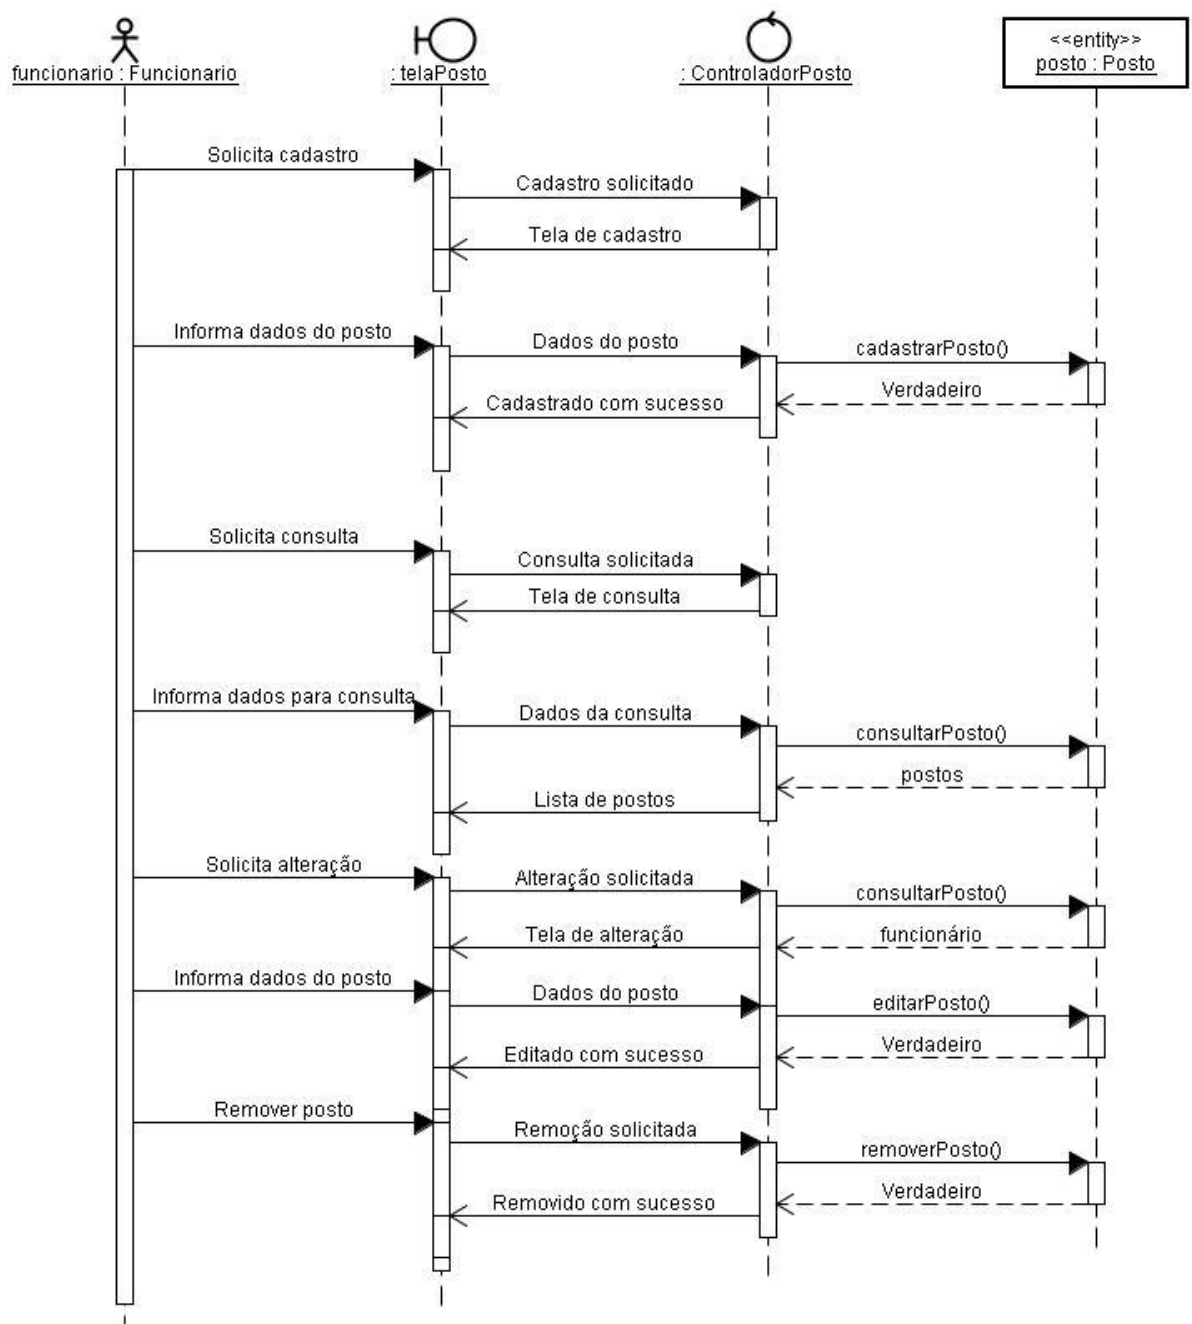 <<entity>>
funcionario : Funcionario
: telaPosto
: ControladorPosto
posto : Posto
Solicita cadastro
Cadastro solicitado
Tela de cadastro
Informa dados do posto
Dados do posto
cadastrarPosto()
Verdadeiro
Cadastrado com sucesso
Solicita consulta
Consulta solicitada
Tela de consulta
Informa dados para consulta
Dados da consulta
consultarPosto()
postos
Lista de postos
Solicita alteração
Alteração solicitada
consultarPosto()
Tela de alteração
funcionário
Informa dados do posto
Dados do posto
editarPosto()
Verdadeiro
Editado com sucesso
Remover posto
Remoção solicitada
removerPosto()
Verdadeiro
Removido com sucesso